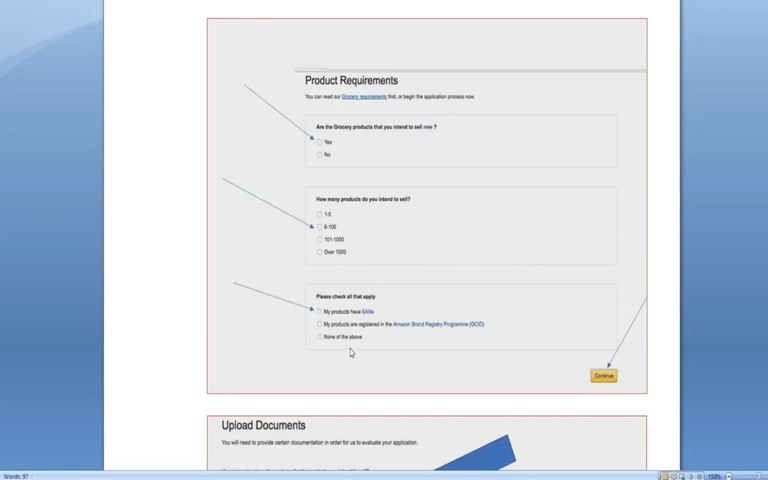 Product Requirements
You can read our Grocery requirements first, or begin the application process now.
Are the Grocery products that you intend to sell new ?
Yes
No
How many products do you intend to sell?
1-5
6-100
101-1000
Over 1000
Please check all that apply
My products have EANs
My products are registered in the Amazon Brand Registry Programme (GCID)
None of the above
Continue
Upload Documents
You will need to provide certain documentation in order for us to evaluate your application.
Words: 97
150%